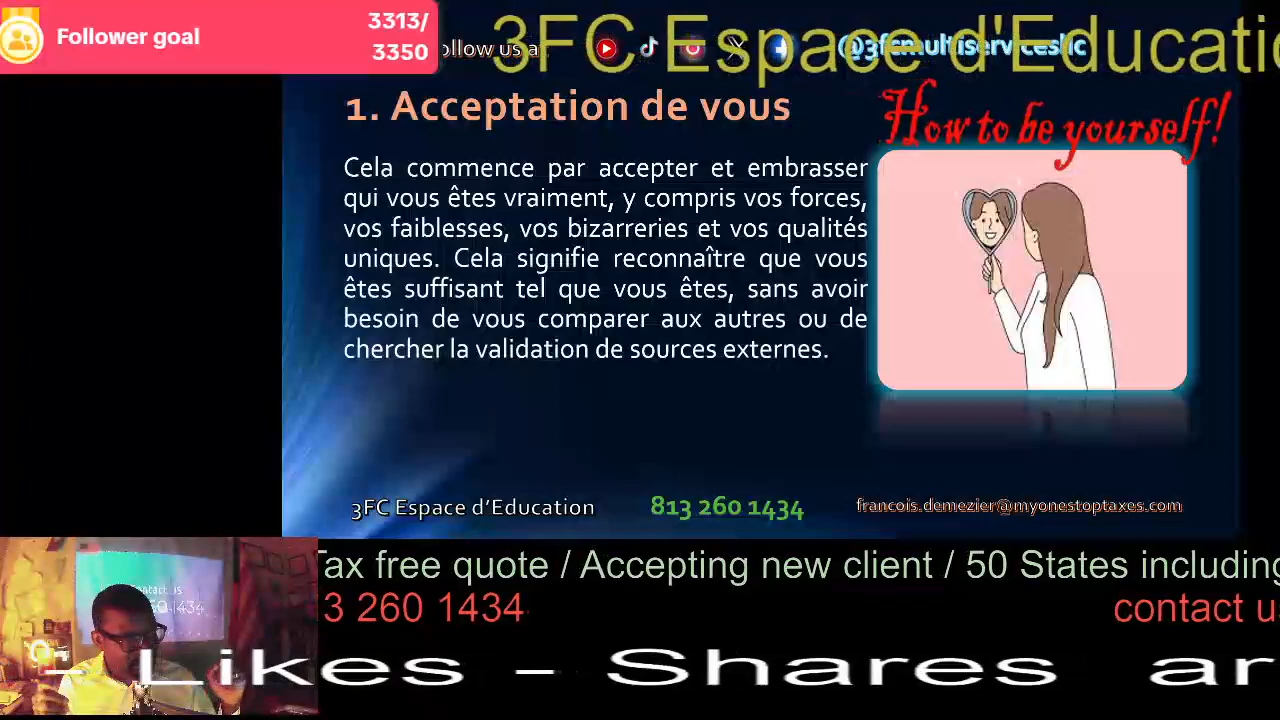 Follower goal
3313/
3350
3FC Espace d'Educatio
ollow us a
@3fcmultiservicesllc
1. Acceptation de vous
How to be yourself!
Cela commence par accepter et embrasser
qui vous êtes vraiment, y compris vos forces,
vos faiblesses, vos bizarreries et vos qualités
uniques. Cela signifie reconnaître que vous
êtes suffisant tel que vous êtes, sans avoir
besoin de vous comparer aux autres ou de
chercher la validation de sources externes.
3FC Espace d'Education
813 260 1434
francois.demezier@myonestoptaxes.com
Tax free quote / Accepting new client / 50 States including
3 260 1434
contact us
Contact us
- Likes - Shares ar